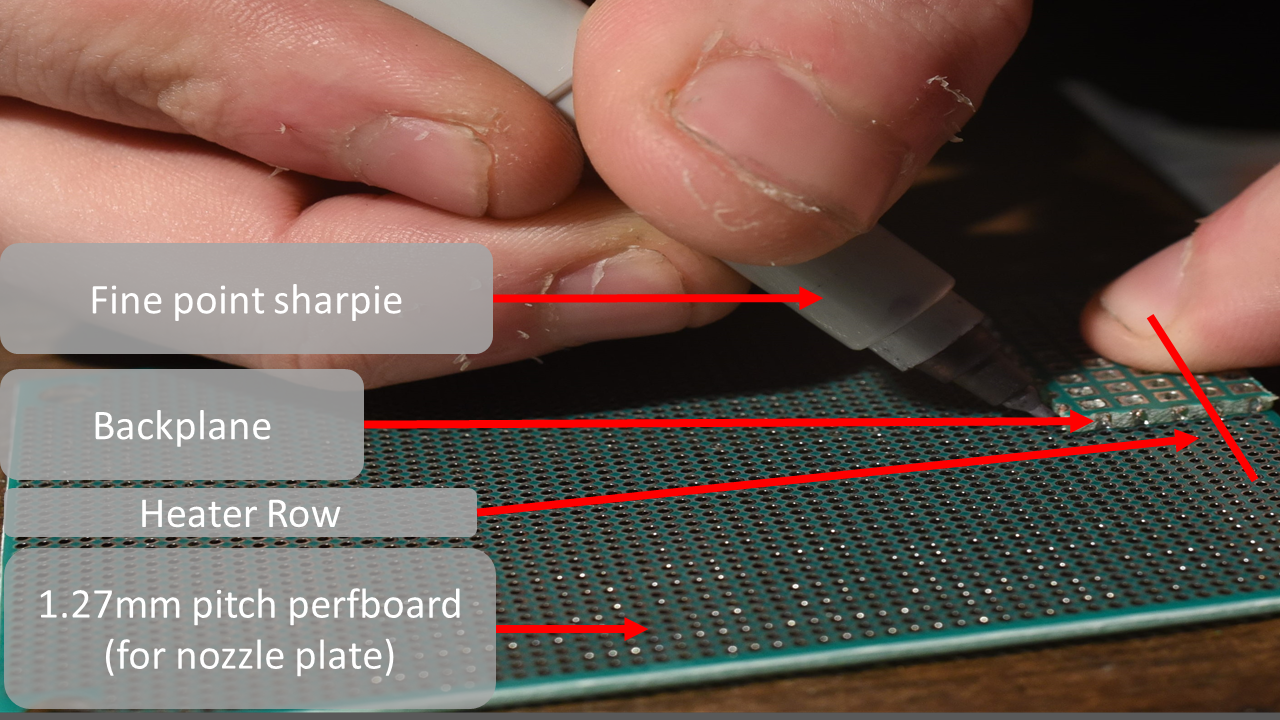 Fine point sharpie
Backplane
Heater Row
1.27mm pitch perfboard
(for nozzle plate)